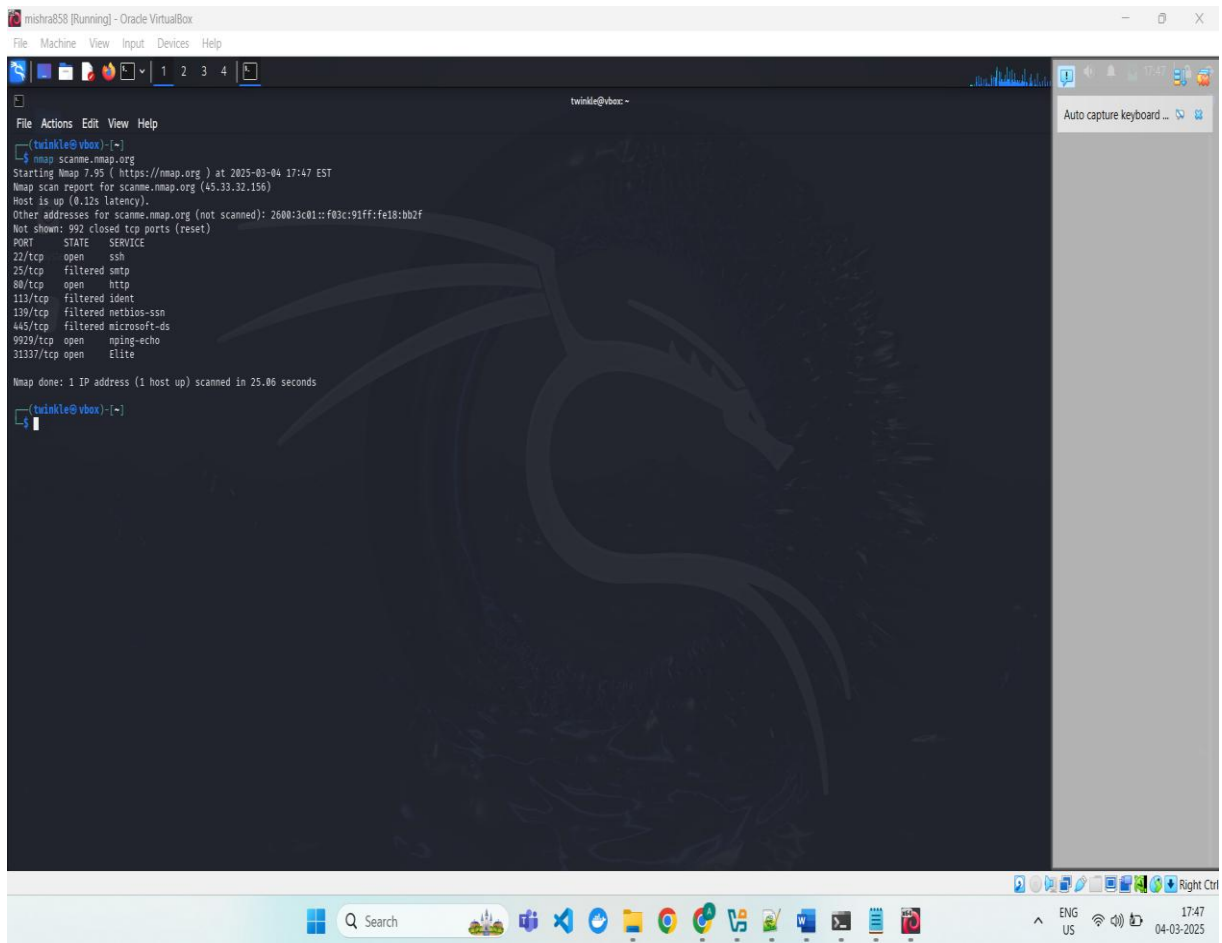 mishra858 [Running] - Oracle VirtualBox
File Machine View Input Devices Help
1 2 3 4
17:47
twinkle@vbox: ~
Auto capture keyboard ...
File Actions Edit View Help
(twinkle@vbox)-[~]
$ nmap scanme.nmap.org
Starting Nmap 7.95 ( https://nmap.org ) at 2025-03-04 17:47 EST
Nmap scan report for scanme.nmap.org (45.33.32.156)
Host is up (0.12s latency).
Other addresses for scanme.nmap.org (not scanned): 2600:3c01::f03c:91ff:fe18:bb2f
Not shown: 992 closed tcp ports (reset)
PORT STATE SERVICE
22/tcp open ssh
25/tcp filtered smtp
80/tcp open http
113/tcp filtered ident
139/tcp filtered netbios-ssn
445/tcp filtered microsoft-ds
9929/tcp open nping-echo
31337/tcp open Elite
Nmap done: 1 IP address (1 host up) scanned in 25.06 seconds
(twinkle@vbox)-[~]
$
Right Ctrl
Search
ENG
US
17:47
04-03-2025